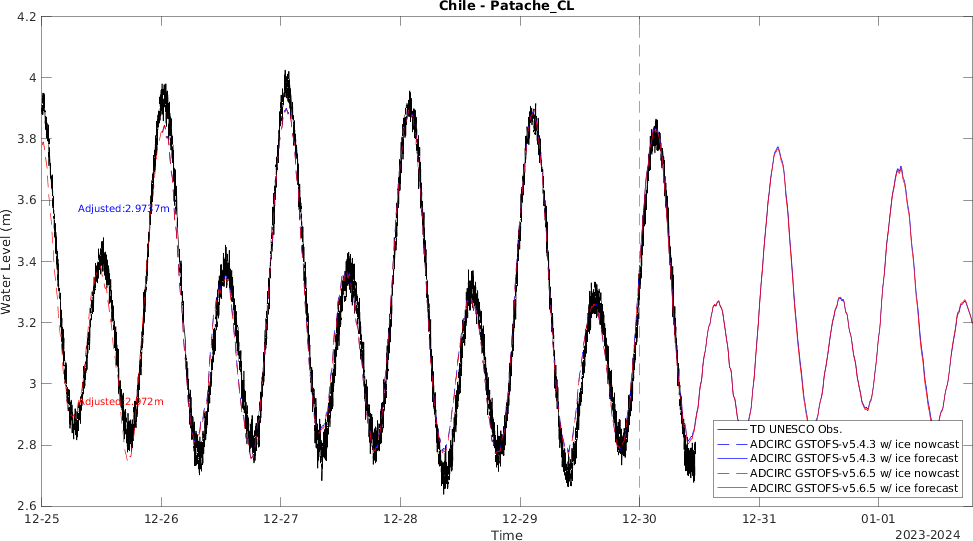 Chile - Patache_CL
4.2
4
3.8
3.6
3.4
3.2
3
2.8
2.6
Water Level (m)
Adjusted:2.9737m
Adjusted:2.972m
TD UNESCO Obs.
ADCIRC GSTOFS-v5.4.3 w/ ice nowcast
ADCIRC GSTOFS-v5.4.3 w/ ice forecast
ADCIRC GSTOFS-v5.6.5 w/ ice nowcast
ADCIRC GSTOFS-v5.6.5 w/ ice forecast
12-25 12-26 12-27 12-28 12-29 12-30 12-31 01-01
Time
2023-2024